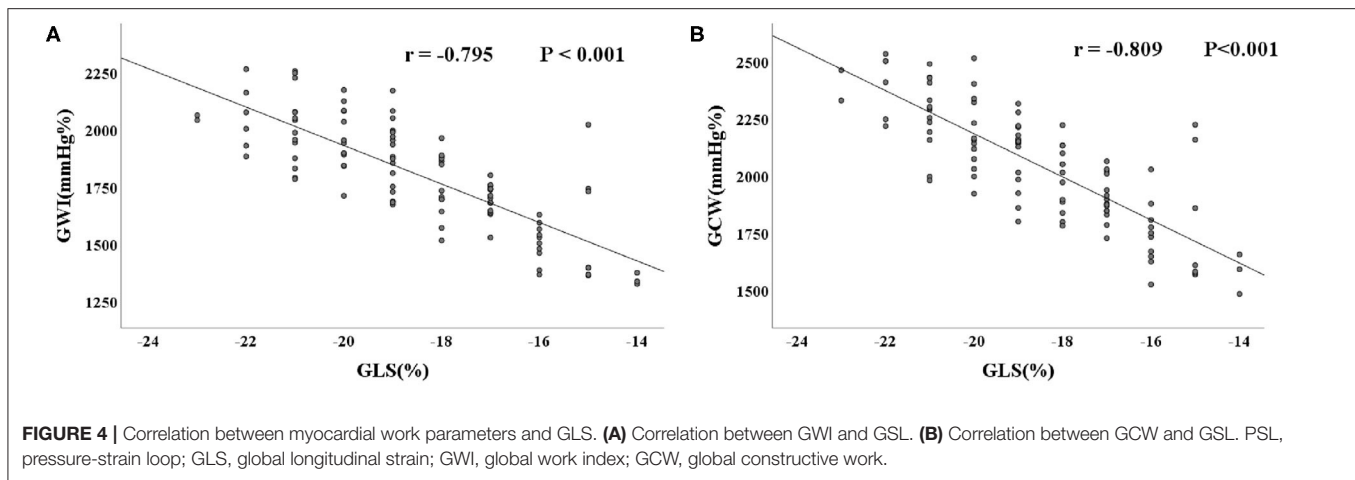 A
r = -0.795 P < 0.001
GWI(mmHg%)
2250
2000
1750
1500
1250
-24 -22 -20 -18 -16 -14
GLS(%)
B
r = -0.809 P<0.001
GCW(mmHg%)
2500
2250
2000
1750
1500
-24 -22 -20 -18 -16 -14
GLS(%)
FIGURE 4 | Correlation between myocardial work parameters and GLS. (A) Correlation between GWI and GSL. (B) Correlation between GCW and GSL. PSL,
pressure-strain loop; GLS, global longitudinal strain; GWI, global work index; GCW, global constructive work.